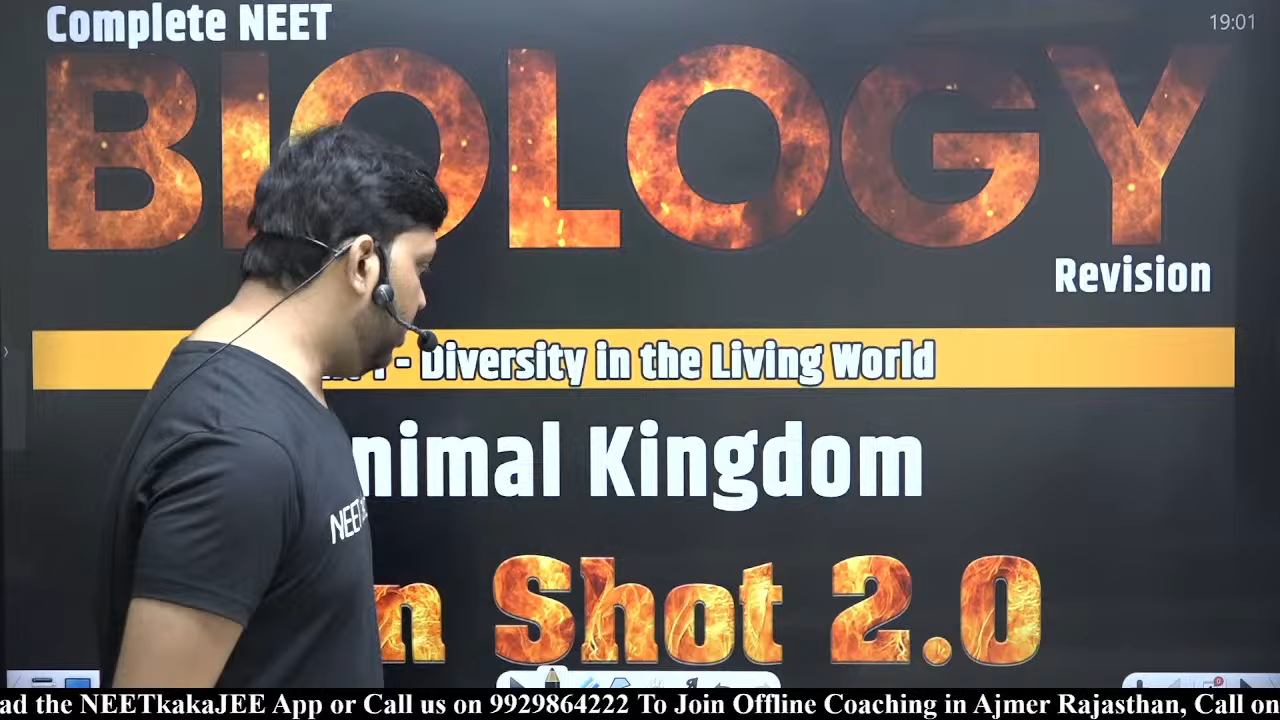 Complete NEET
19:01
BIOLOGY
Revision
- Diversity in the Living World
nimal Kingdom
n Shot 2.0
NEET
ad the NEETkakaJEE App or Call us on 9929864222 To Join Offline Coaching in Ajmer Rajasthan, Call on